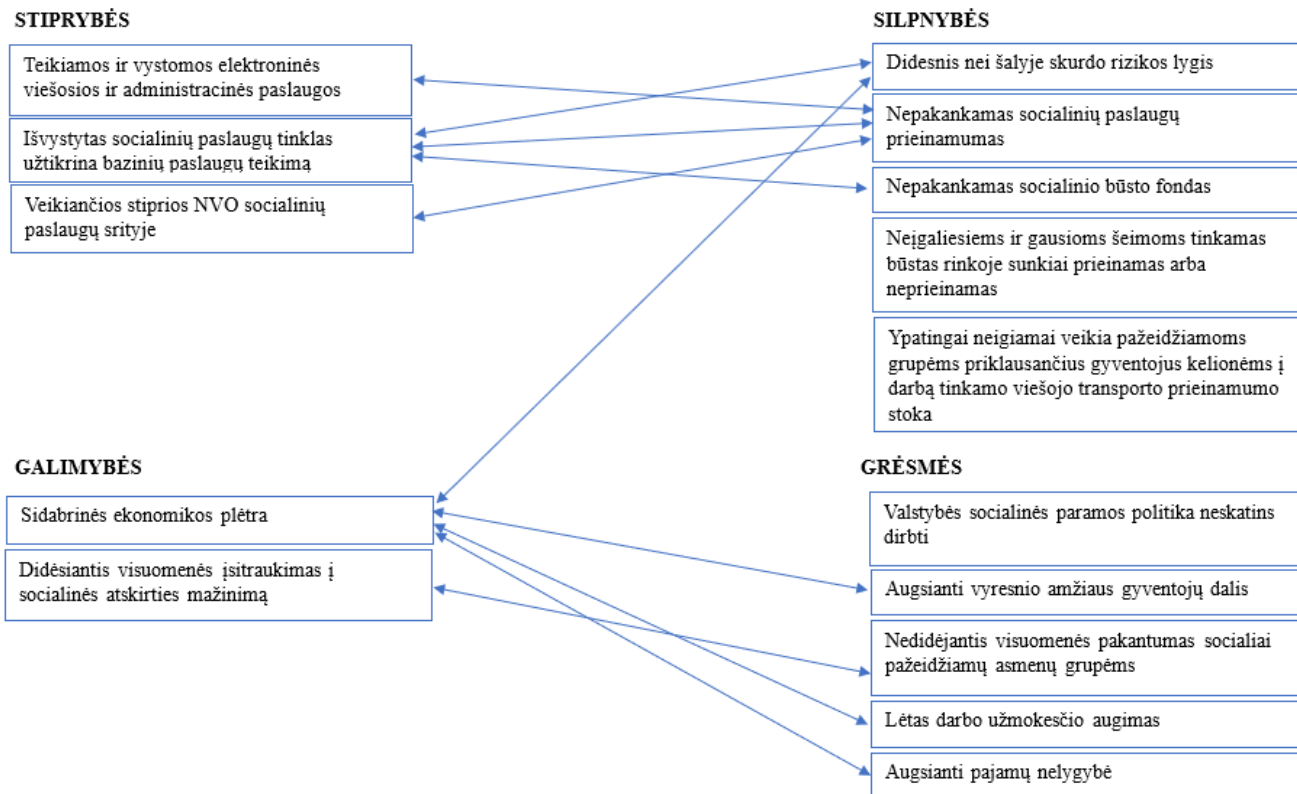 STIPRYBĖS
Teikiamos ir vystomos elektroninės
viešosios ir administracinės paslaugos
Išvystytas socialinių paslaugų tinklas
užtikrina bazinių paslaugų teikimą
Veikiančios stiprios NVO socialinių
paslaugų srityje
SILPNYBĖS
Didesnis nei šalyje skurdo rizikos lygis
Nepakankamas socialinių paslaugų
prieinamumas
Nepakankamas socialinio būsto fondas
Neįgaliesiems ir gausioms šeimoms tinkamas
būstas rinkoje sunkiai prieinamas arba
neprieinamas
Ypatingai neigiamai veikia pažeidžiamoms
grupėms priklausančius gyventojus kelionėms į
darbą tinkamo viešojo transporto prieinamumo
stoka
GALIMYBĖS
Sidabrinės ekonomikos plėtra
Didėsiantis visuomenės įsitraukimas į
socialinės atskirties mažinimą
GRĖSMĖS
Valstybės socialinės paramos politika neskatins
dirbti
Augsianti vyresnio amžiaus gyventojų dalis
Nedidėjantis visuomenės pakantumas socialiai
pažeidžiamų asmenų grupėms
Lėtas darbo užmokesčio augimas
Augsianti pajamų nelygybė